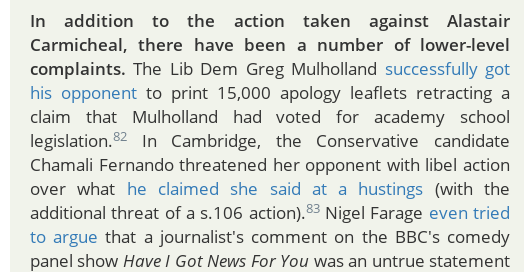 In addition to the action taken against Alastair
Carmicheal, there have been a number of lower-level
complaints. The Lib Dem Greg Mulholland successfully got
his opponent to print 15,000 apology leaflets retracting a
claim that Mulholland had voted for academy school
legislation.82 In Cambridge, the Conservative candidate
Chamali Fernando threatened her opponent with libel action
over what he claimed she said at a hustings (with the
additional threat of a s.106 action).83 Nigel Farage even tried
to argue that a journalist's comment on the BBC's comedy
panel show Have I Got News For You was an untrue statement